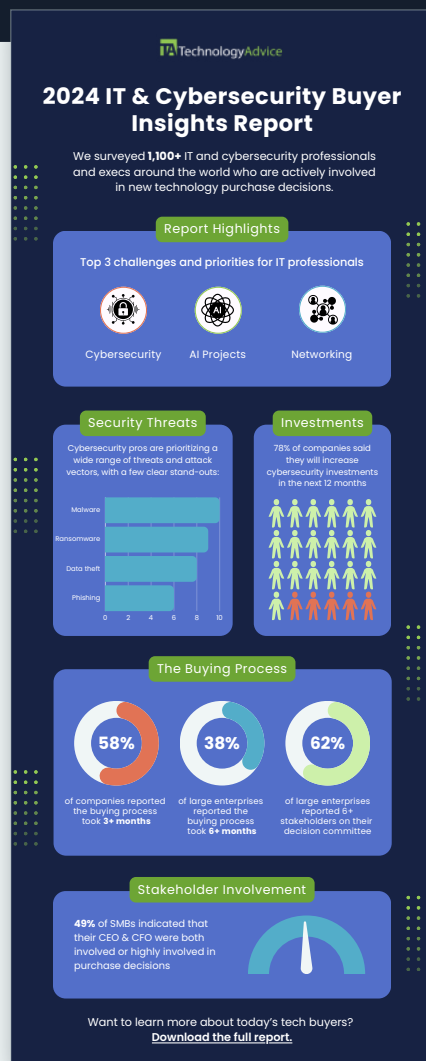 TA TechnologyAdvice
2024 IT & Cybersecurity Buyer
Insights Report
We surveyed 1,100+ IT and cybersecurity professionals
and execs around the world who are actively involved
in new technology purchase decisions.
Report Highlights
Top 3 challenges and priorities for IT professionals
AI
Cybersecurity
AI Projects
Networking
Security Threats
Cybersecurity pros are prioritizing a
wide range of threats and attack
vectors, with a few clear stand-outs:
Malware
Ransomware
Data theft
Phishing
0 2 4 6 8 10
Investments
78% of companies said
they will increase
cybersecurity investments
in the next 12 months
The Buying Process
58%
of companies reported
the buying process
took 3+ months
38%
of large enterprises
reported the
buying process
took 6+ months
62%
of large enterprises
reported 6+
stakeholders on their
decision committee
Stakeholder Involvement
49% of SMBs indicated that
their CEO & CFO were both
involved or highly involved in
purchase decisions
Want to learn more about today's tech buyers?
Download the full report.